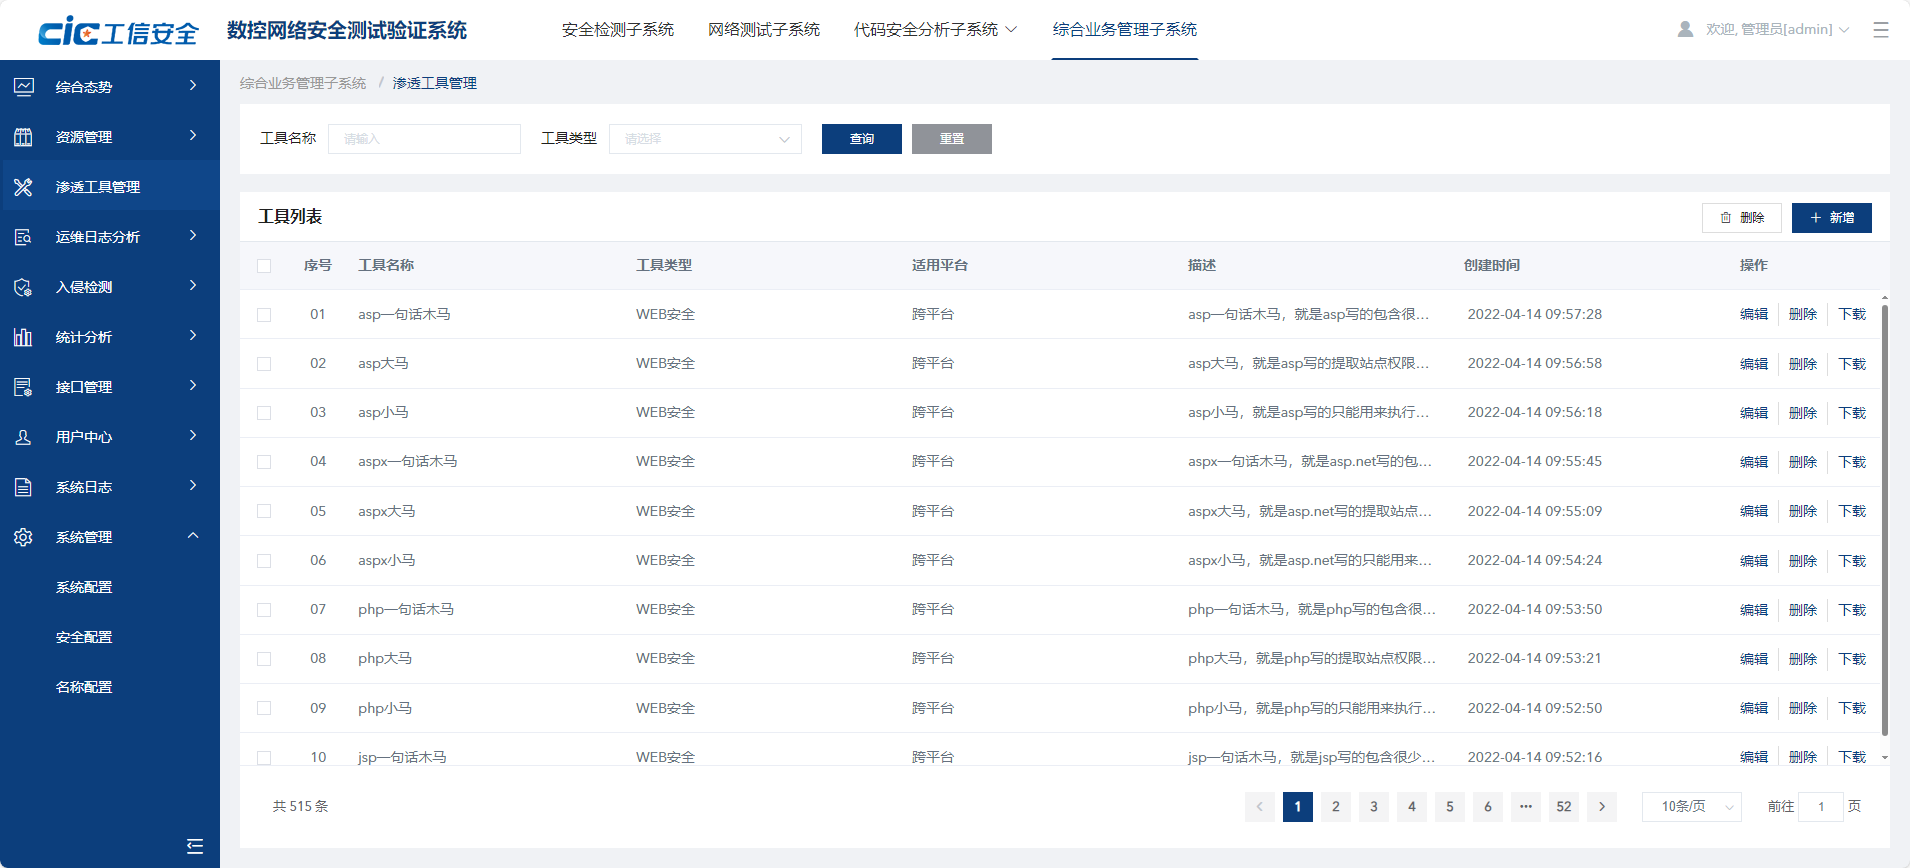 cic工信安全
数控网络安全测试验证系统
安全检测子系统
网络测试子系统
代码安全分析子系统
综合业务管理子系统
欢迎, 管理员[admin]
综合态势
资源管理
渗透工具管理
运维日志分析
入侵检测
统计分析
接口管理
用户中心
系统日志
系统管理
系统配置
安全配置
名称配置
综合业务管理子系统 / 渗透工具管理
工具名称 请输入 工具类型 请选择 查询 重置
工具列表
删除 + 新增
序号 工具名称 工具类型 适用平台 描述 创建时间 操作
01 asp一句话木马 WEB安全 跨平台 asp一句话木马，就是asp写的包含很... 2022-04-14 09:57:28 编辑 删除 下载
02 asp大马 WEB安全 跨平台 asp大马，就是asp写的提取站点权限... 2022-04-14 09:56:58 编辑 删除 下载
03 asp小马 WEB安全 跨平台 asp小马，就是asp写的只能用来执行... 2022-04-14 09:56:18 编辑 删除 下载
04 aspx一句话木马 WEB安全 跨平台 aspx一句话木马，就是asp.net写的包... 2022-04-14 09:55:45 编辑 删除 下载
05 aspx大马 WEB安全 跨平台 aspx大马，就是asp.net写的提取站点... 2022-04-14 09:55:09 编辑 删除 下载
06 aspx小马 WEB安全 跨平台 aspx小马，就是asp.net写的只能用来... 2022-04-14 09:54:24 编辑 删除 下载
07 php一句话木马 WEB安全 跨平台 php一句话木马，就是php写的包含很... 2022-04-14 09:53:50 编辑 删除 下载
08 php大马 WEB安全 跨平台 php大马，就是php写的提取站点权限... 2022-04-14 09:53:21 编辑 删除 下载
09 php小马 WEB安全 跨平台 php小马，就是php写的只能用来执行... 2022-04-14 09:52:50 编辑 删除 下载
10 jsp一句话木马 WEB安全 跨平台 jsp一句话木马，就是jsp写的包含很少... 2022-04-14 09:52:16 编辑 删除 下载
共 515 条
1 2 3 4 5 6 ... 52
10条/页
前往 1 页